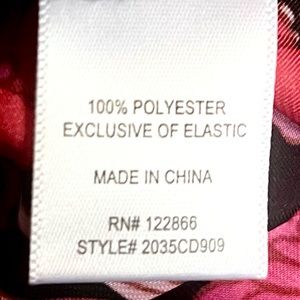 100% POLYESTER
EXCLUSIVE OF ELASTIC
MADE IN CHINA
RN# 122866
STYLE# 2035CD909